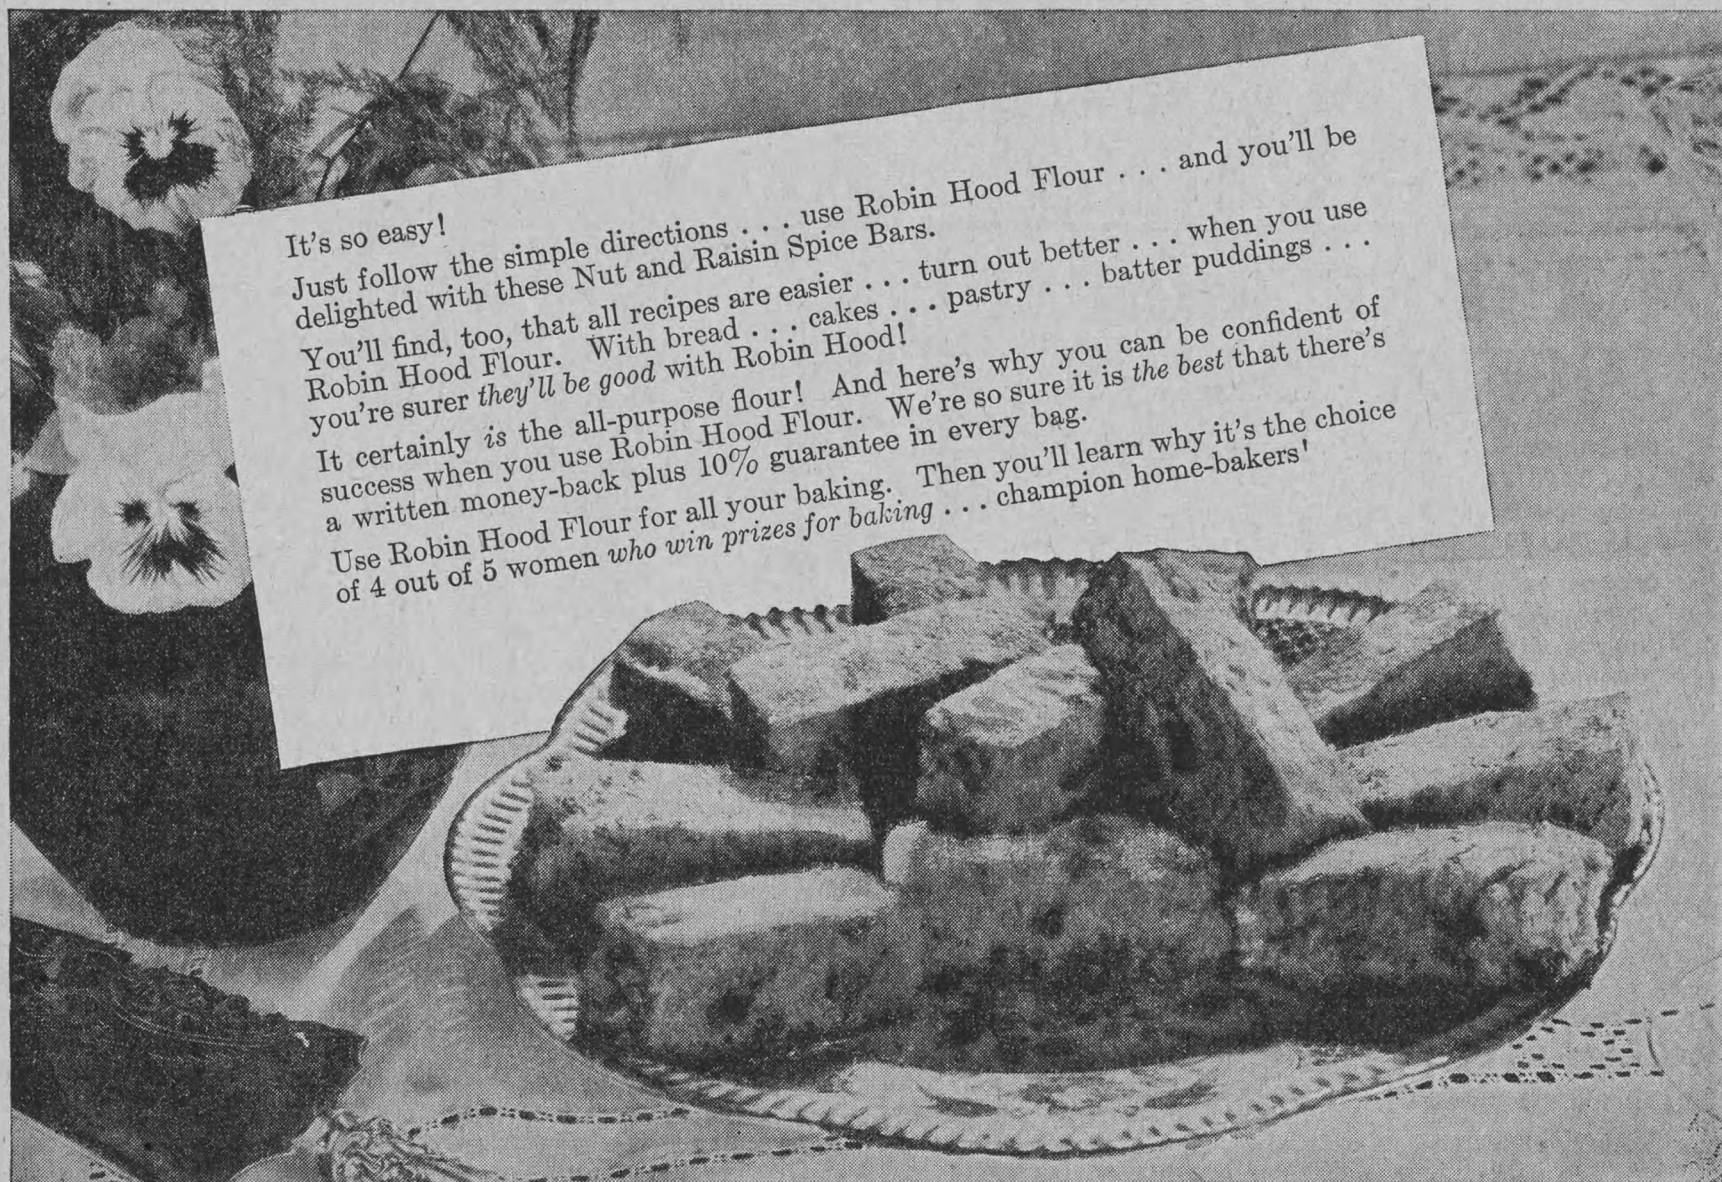 It's so easy!
Just follow the simple directions . . . use Robin Hood Flour . . . and you'll be
delighted with these Nut and Raisin Spice Bars.
You'll find, too, that all recipes are easier . . . turn out better . . . when you use
Robin Hood Flour. With bread . . . cakes . . . pastry . . . batter puddings . . .
you're surer they'll be good with Robin Hood!
It certainly is the all-purpose flour! And here's why you can be confident of
success when you use Robin Hood Flour. We're so sure it is the best that there's
a written money-back plus 10% guarantee in every bag.
Use Robin Hood Flour for all your baking. Then you'll learn why it's the choice
of 4 out of 5 women who win prizes for baking . . . champion home-bakers'